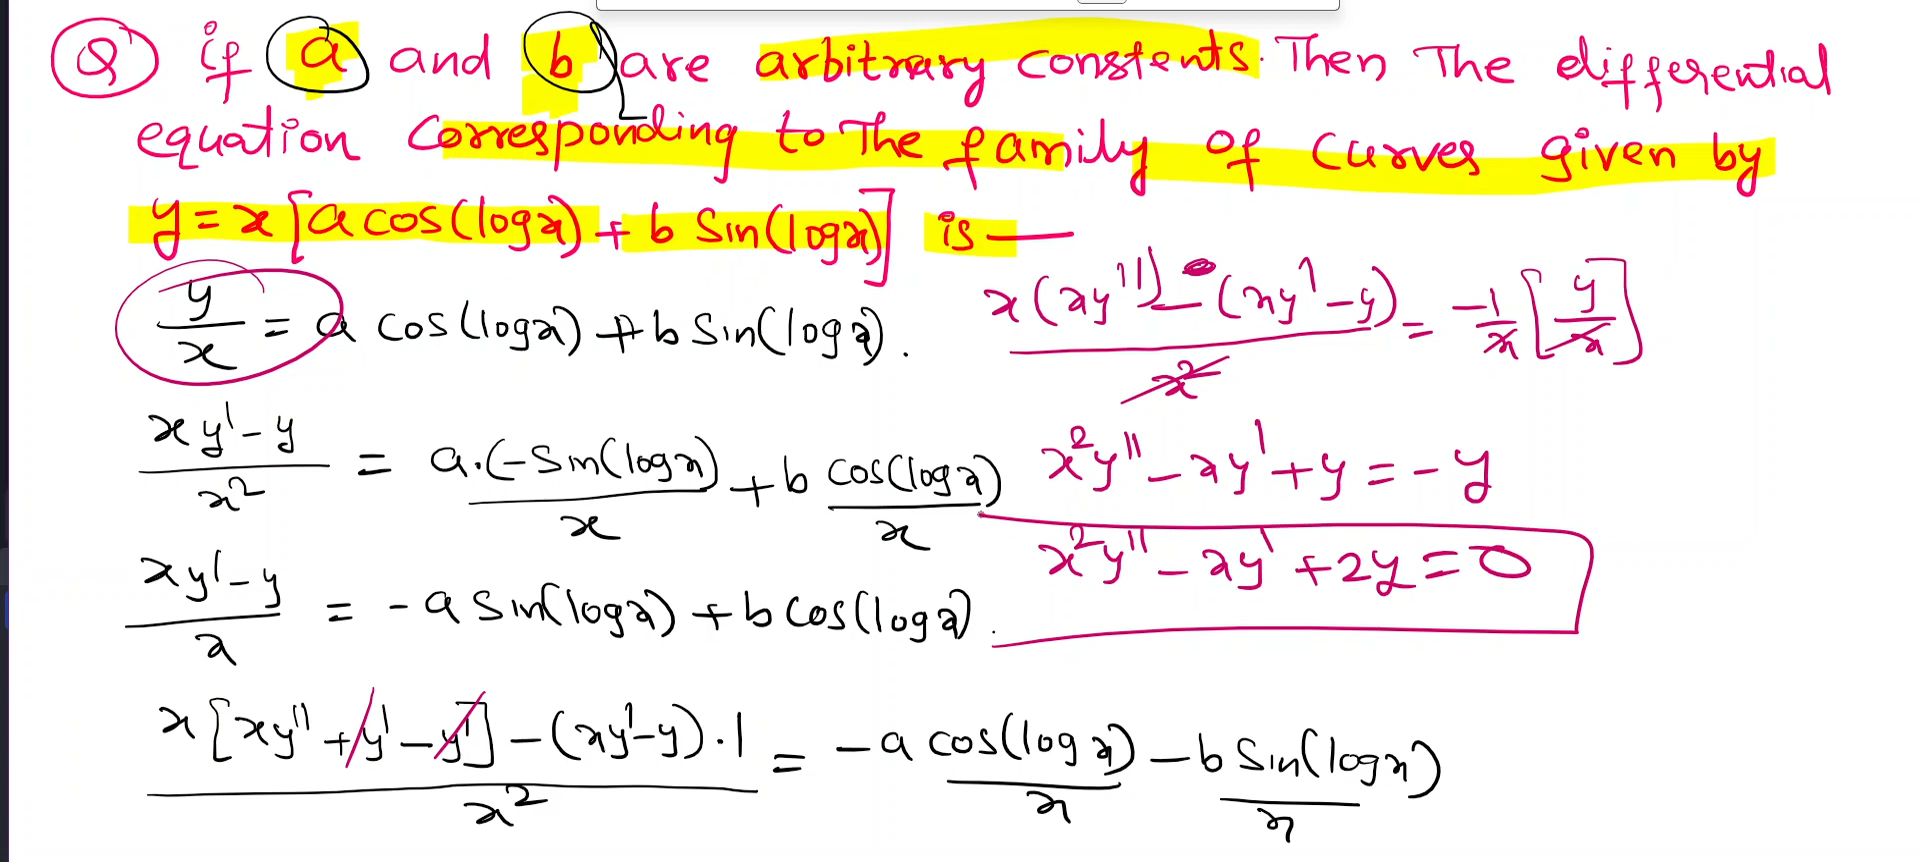 Q if a and b are arbitrary constents. Then The differential
equation Corresponding to The family of curves given by
y = x [a cos(log x) + b Sin(log x)] is —
y/x = a cos(log x) + b Sin(log x).
(xy' - y)/x² = a.(-Sin(log x))/x + b cos(log x)/x
(xy' - y)/x = - a Sin(log x) + b cos(log x).
(x[xy'' + y' - y'] - (xy' - y).1)/x² = - a cos(log x)/x - b Sin(log x)/x
(x(xy'') - (xy' - y))/x² = -1/x [y/x]
x²y'' - xy' + y = - y
x²y'' - xy' + 2y = 0